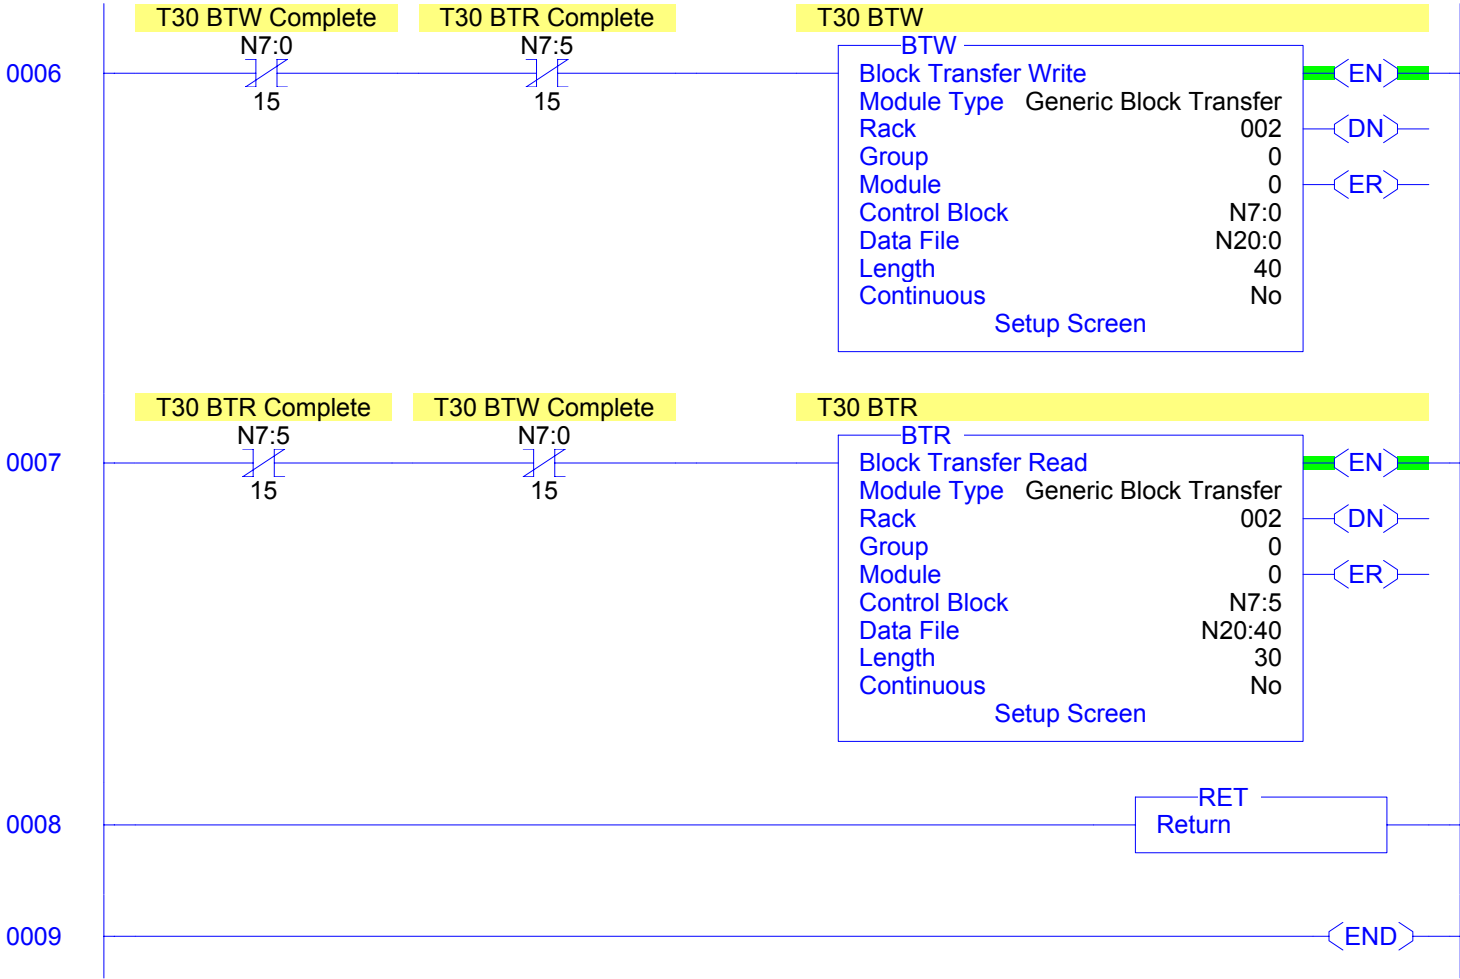 T30 BTW Complete T30 BTR Complete T30 BTW
N7:0 N7:5 BTW
0006 Block Transfer Write EN
15 15 Module Type Generic Block Transfer
Rack 002 DN
Group 0
Module 0 ER
Control Block N7:0
Data File N20:0
Length 40
Continuous No
Setup Screen
T30 BTR Complete T30 BTW Complete T30 BTR
N7:5 N7:0 BTR
0007 Block Transfer Read EN
15 15 Module Type Generic Block Transfer
Rack 002 DN
Group 0
Module 0 ER
Control Block N7:5
Data File N20:40
Length 30
Continuous No
Setup Screen
RET
0008 Return
0009 END